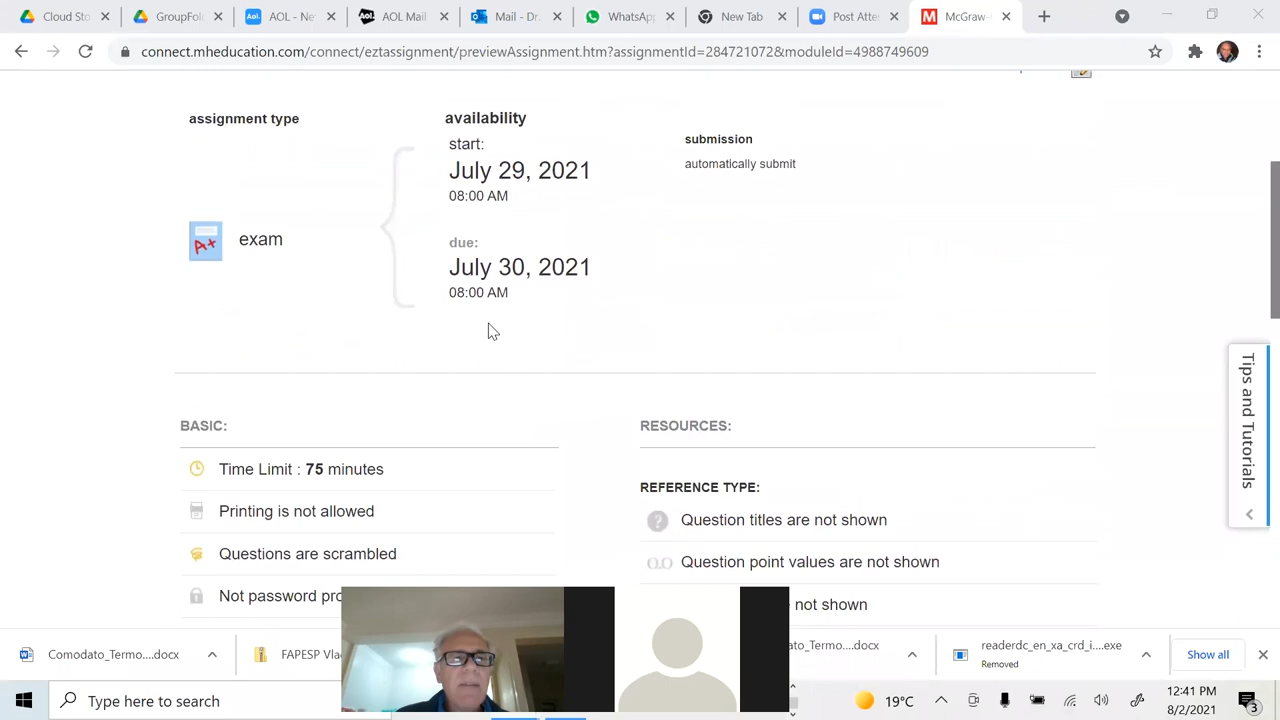 Cloud Sto
GroupFolc
AOL - Nev
AOL Mail
Mail - Dr.
WhatsApp
New Tab
Post Atter
McGraw-
connect.mheducation.com/connect/eztassignment/previewAssignment.htm?assignmentId=284721072&moduleId=4988749609
assignment type
availability
start:
July 29, 2021
08:00 AM
submission
automatically submit
A+
exam
due:
July 30, 2021
08:00 AM
Tips and Tutorials
BASIC:
Time Limit : 75 minutes
Printing is not allowed
Questions are scrambled
Not password pro
RESOURCES:
REFERENCE TYPE:
Question titles are not shown
Question point values are not shown
not shown
Comodato_Termo....docx
FAPESP Vla
ato_Termo....docx
readerdc_en_xa_crd_i....exe
Removed
Show all
Type here to search
19°C
12:41 PM
8/2/2021
3